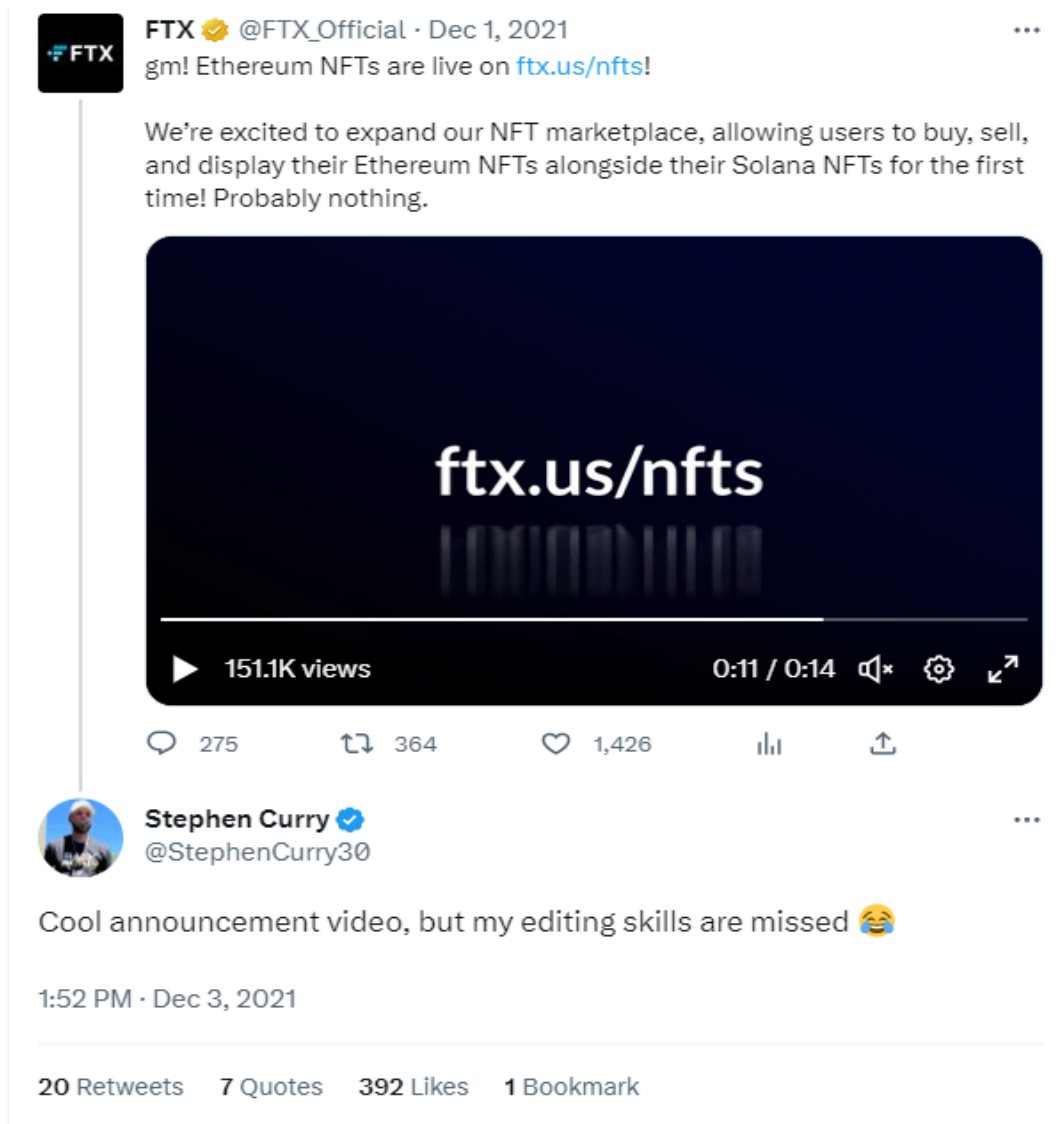 FTX @FTX_Official · Dec 1, 2021
FTX
gm! Ethereum NFTs are live on ftx.us/nfts!
We’re excited to expand our NFT marketplace, allowing users to buy, sell,
and display their Ethereum NFTs alongside their Solana NFTs for the first
time! Probably nothing.
ftx.us/nfts
151.1K views 0:11 / 0:14
275 364 1,426
Stephen Curry
@StephenCurry30
Cool announcement video, but my editing skills are missed 😂
1:52 PM · Dec 3, 2021
20 Retweets 7 Quotes 392 Likes 1 Bookmark